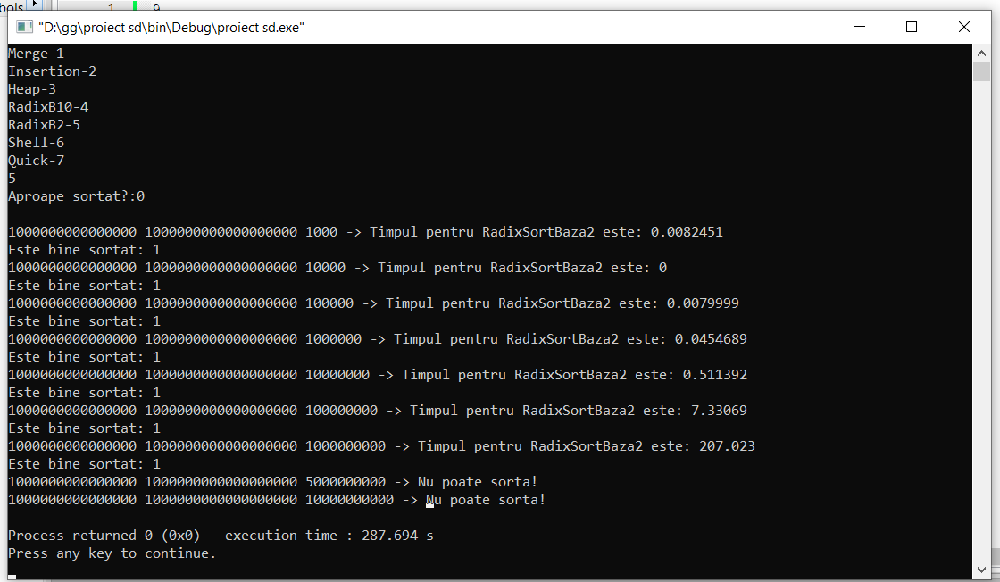 bols 1 9
"D:\gg\proiect sd\bin\Debug\proiect sd.exe"
Merge-1
Insertion-2
Heap-3
RadixB10-4
RadixB2-5
Shell-6
Quick-7
5
Aproape sortat?:0
1000000000000000 1000000000000000000 1000 -> Timpul pentru RadixSortBaza2 este: 0.0082451
Este bine sortat: 1
1000000000000000 1000000000000000000 10000 -> Timpul pentru RadixSortBaza2 este: 0
Este bine sortat: 1
1000000000000000 1000000000000000000 100000 -> Timpul pentru RadixSortBaza2 este: 0.0079999
Este bine sortat: 1
1000000000000000 1000000000000000000 1000000 -> Timpul pentru RadixSortBaza2 este: 0.0454689
Este bine sortat: 1
1000000000000000 1000000000000000000 10000000 -> Timpul pentru RadixSortBaza2 este: 0.511392
Este bine sortat: 1
1000000000000000 1000000000000000000 100000000 -> Timpul pentru RadixSortBaza2 este: 7.33069
Este bine sortat: 1
1000000000000000 1000000000000000000 1000000000 -> Timpul pentru RadixSortBaza2 este: 207.023
Este bine sortat: 1
1000000000000000 1000000000000000000 5000000000 -> Nu poate sorta!
1000000000000000 1000000000000000000 10000000000 -> Nu poate sorta!
Process returned 0 (0x0)   execution time : 287.694 s
Press any key to continue.